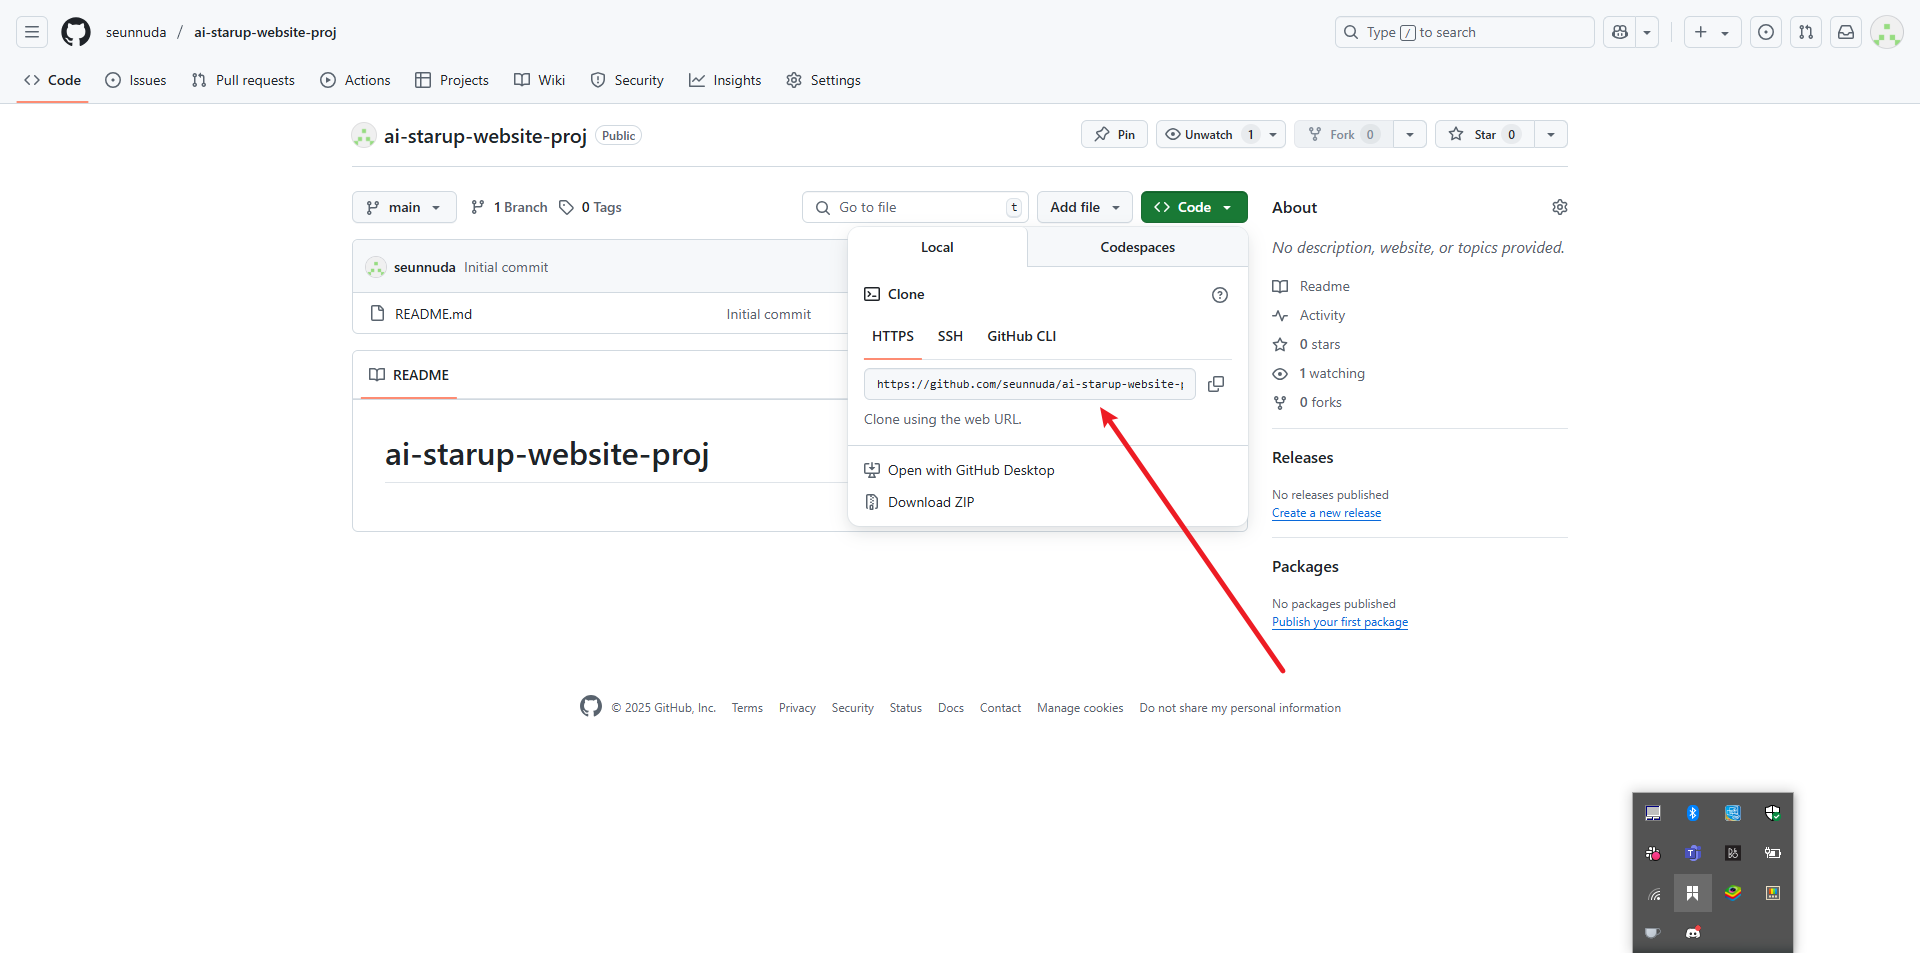 seunnuda / ai-starup-website-proj
Type / to search
Code Issues Pull requests Actions Projects Wiki Security Insights Settings
ai-starup-website-proj Public
Pin Unwatch 1 Fork 0 Star 0
main 1 Branch 0 Tags Go to file t Add file Code
seunnuda Initial commit
README.md Initial commit
README
ai-starup-website-proj
Local Codespaces
Clone
HTTPS SSH GitHub CLI
https://github.com/seunnuda/ai-starup-website-p
Clone using the web URL.
Open with GitHub Desktop
Download ZIP
About
No description, website, or topics provided.
Readme
Activity
0 stars
1 watching
0 forks
Releases
No releases published
Create a new release
Packages
No packages published
Publish your first package
© 2025 GitHub, Inc. Terms Privacy Security Status Docs Contact Manage cookies Do not share my personal information